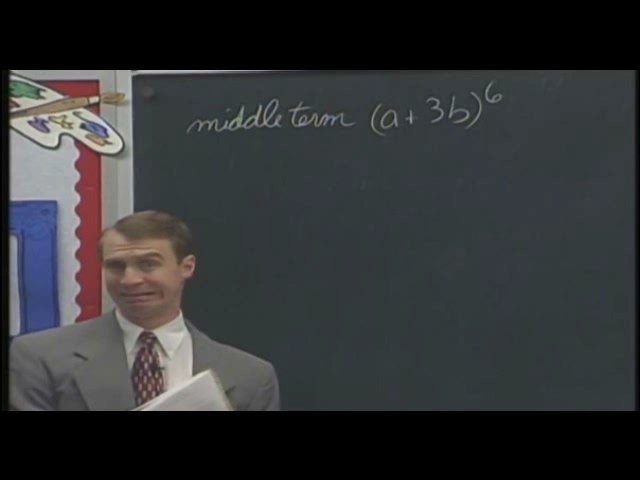 middle term (a + 3b)⁶